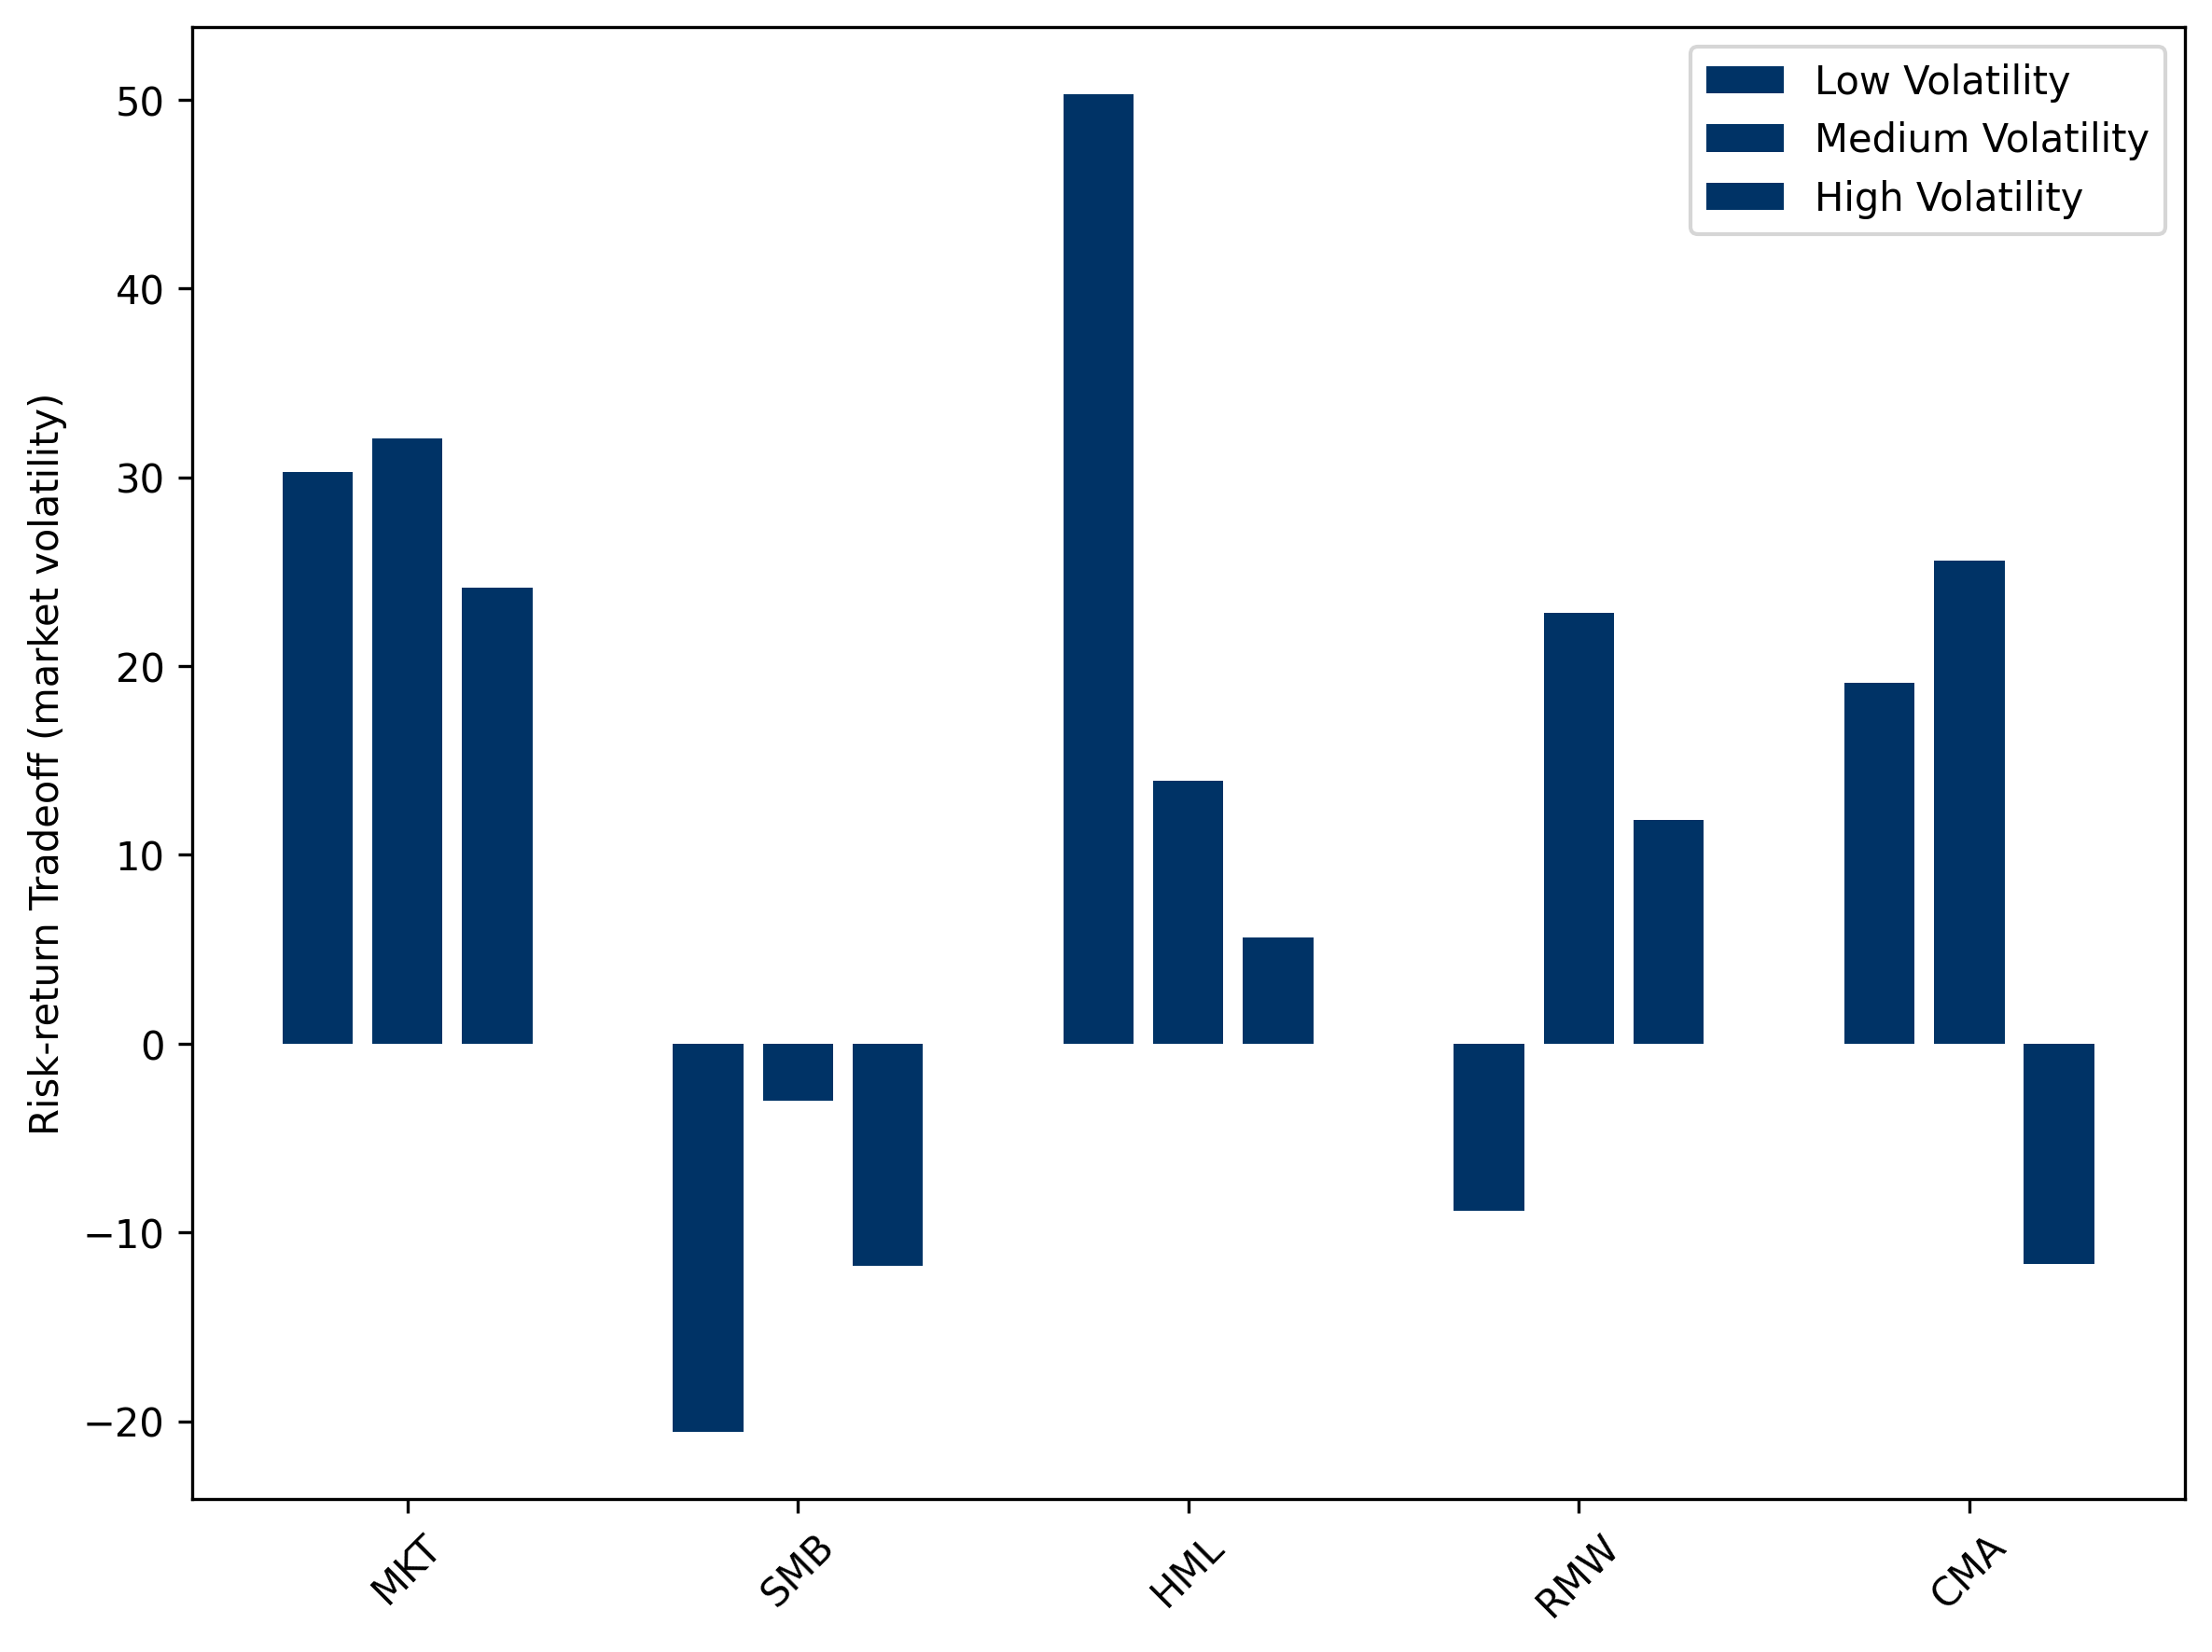 Low Volatility
Medium Volatility
High Volatility
50
40
30
20
10
0
−10
−20
Risk-return Tradeoff (market volatility)
MKT
SMB
HML
RMW
CMA